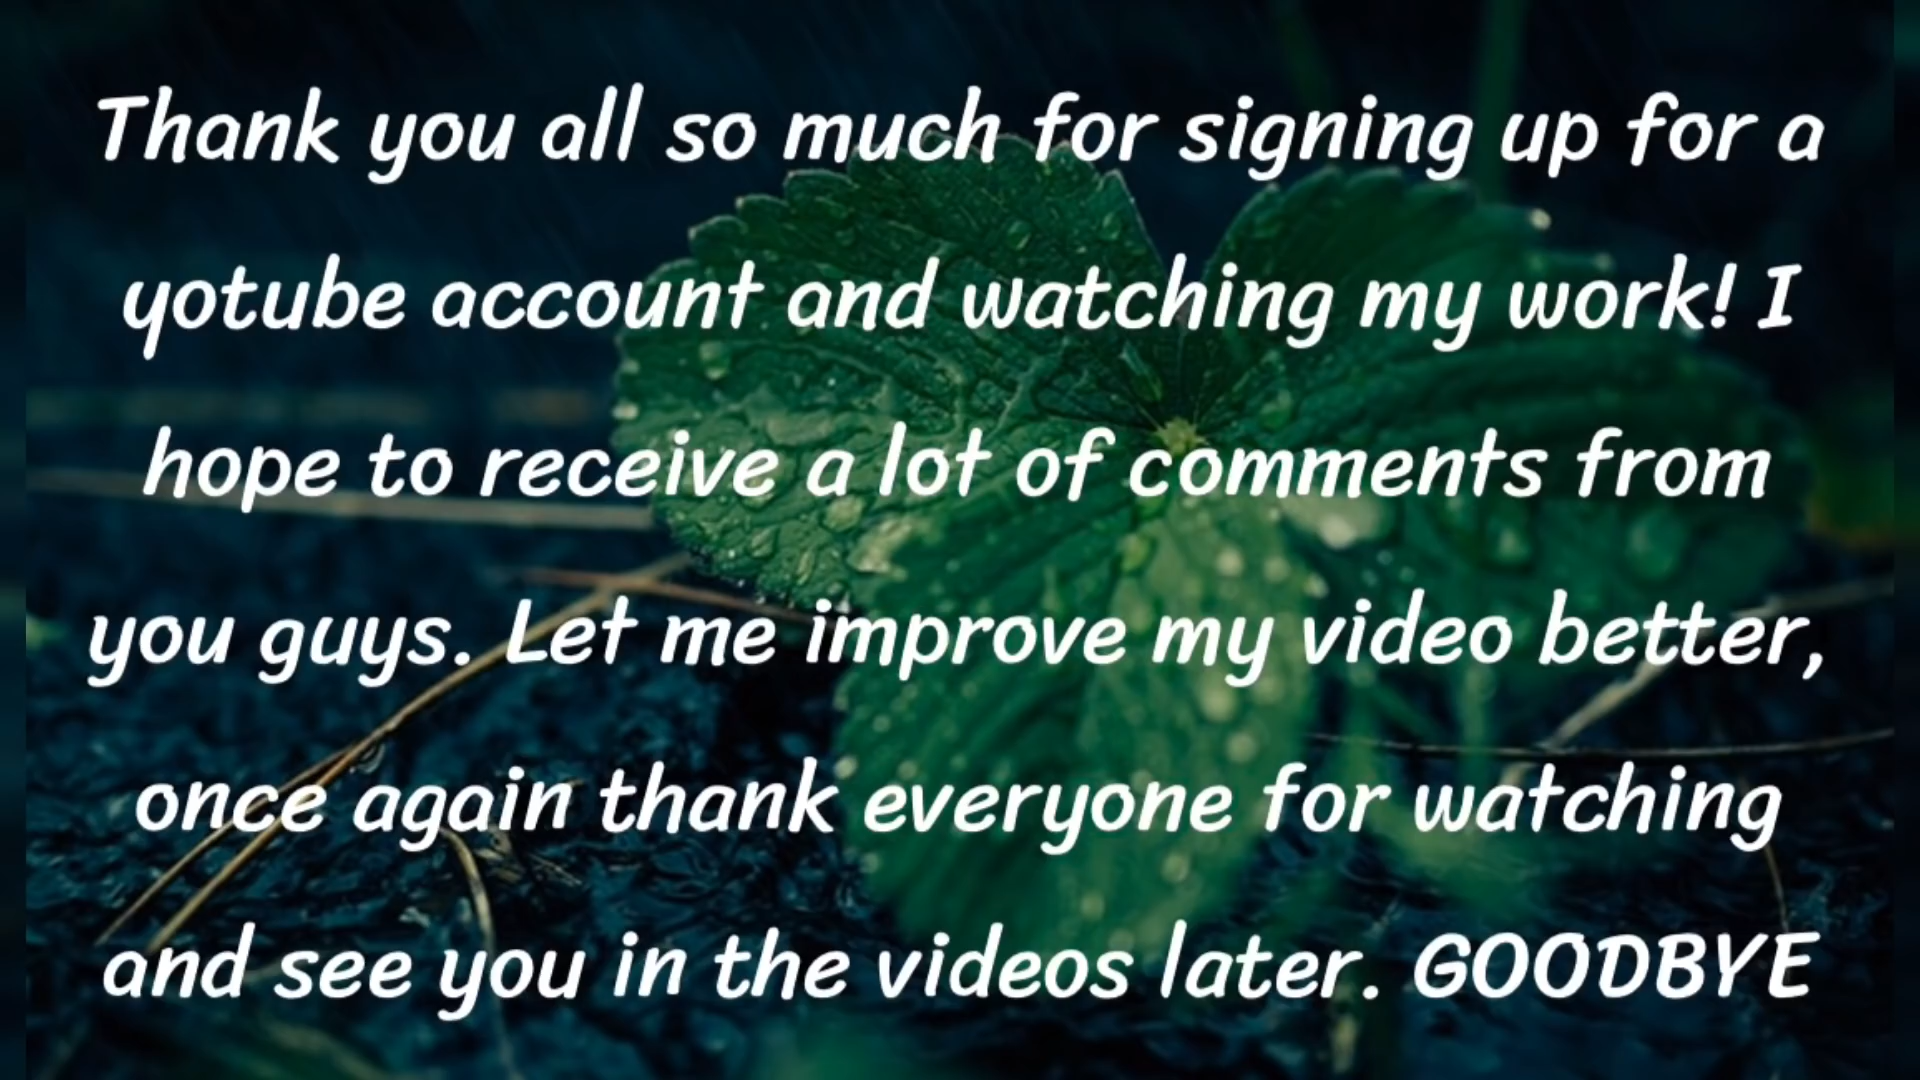 Thank you all so much for signing up for a
yotube account and watching my work! I
hope to receive a lot of comments from
you guys. Let me improve my video better,
once again thank everyone for watching
and see you in the videos later. GOODBYE